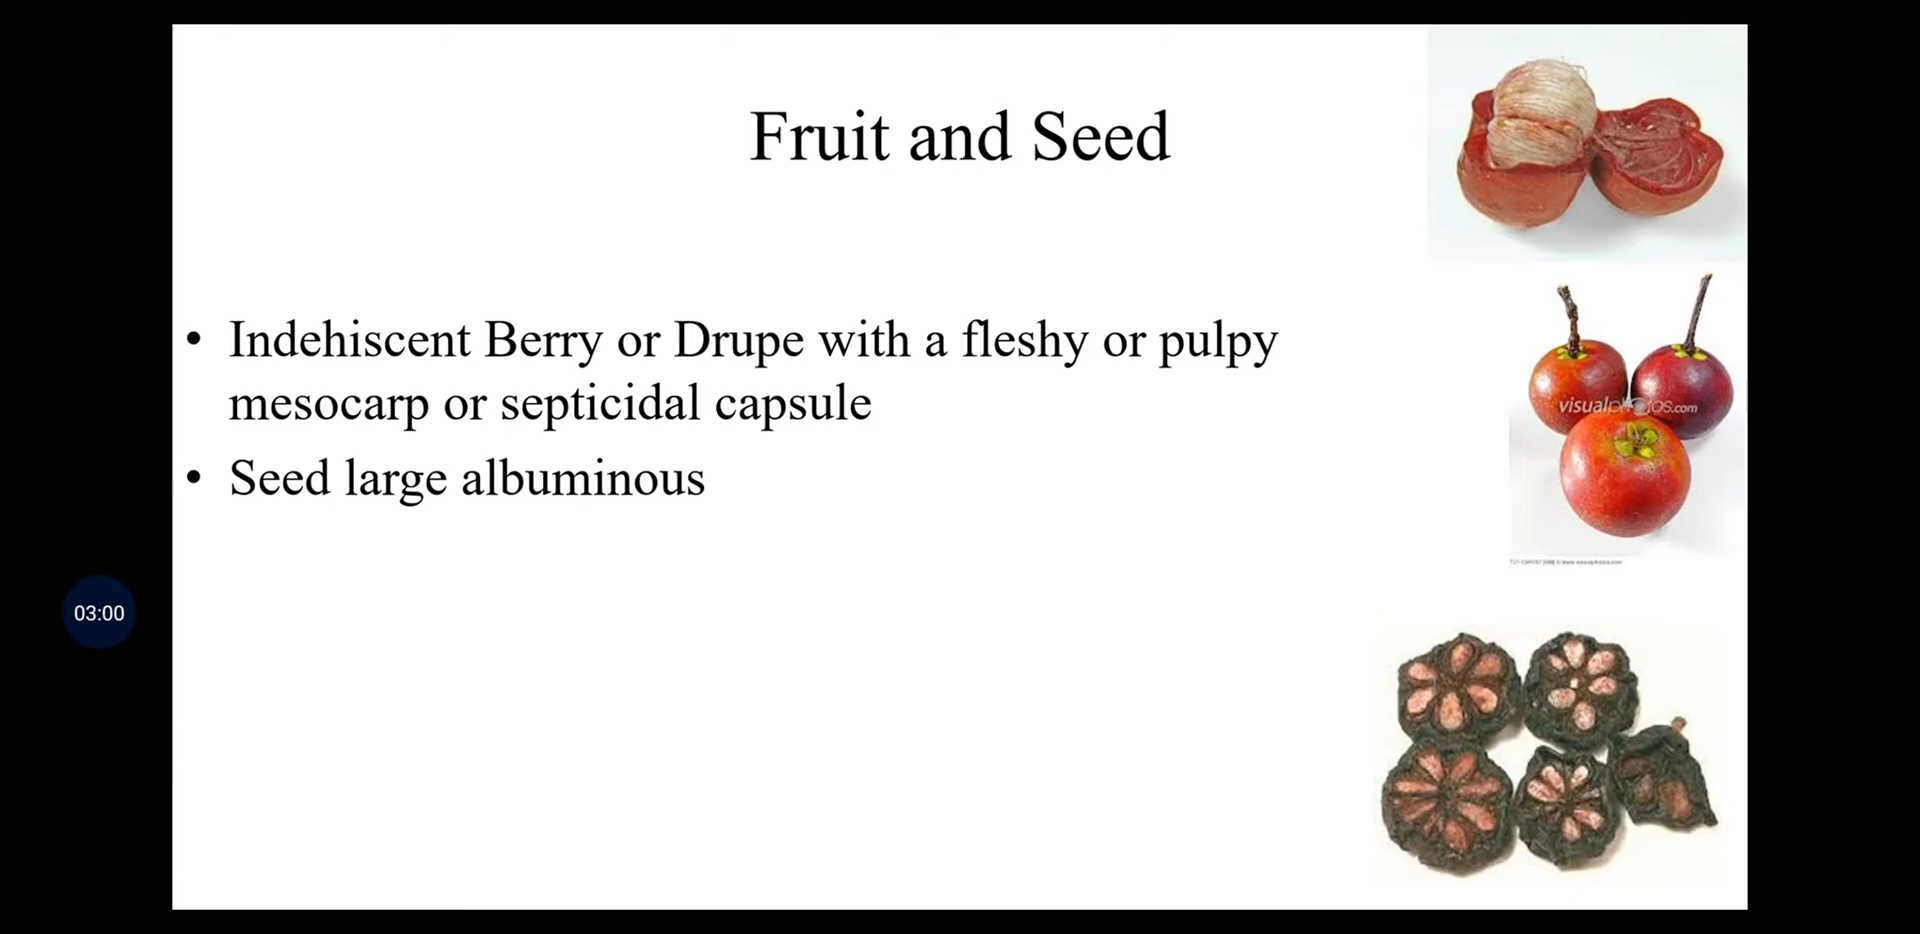 Fruit and Seed
• Indehiscent Berry or Drupe with a fleshy or pulpy
mesocarp or septicidal capsule
• Seed large albuminous
03:00
visualphotos.com